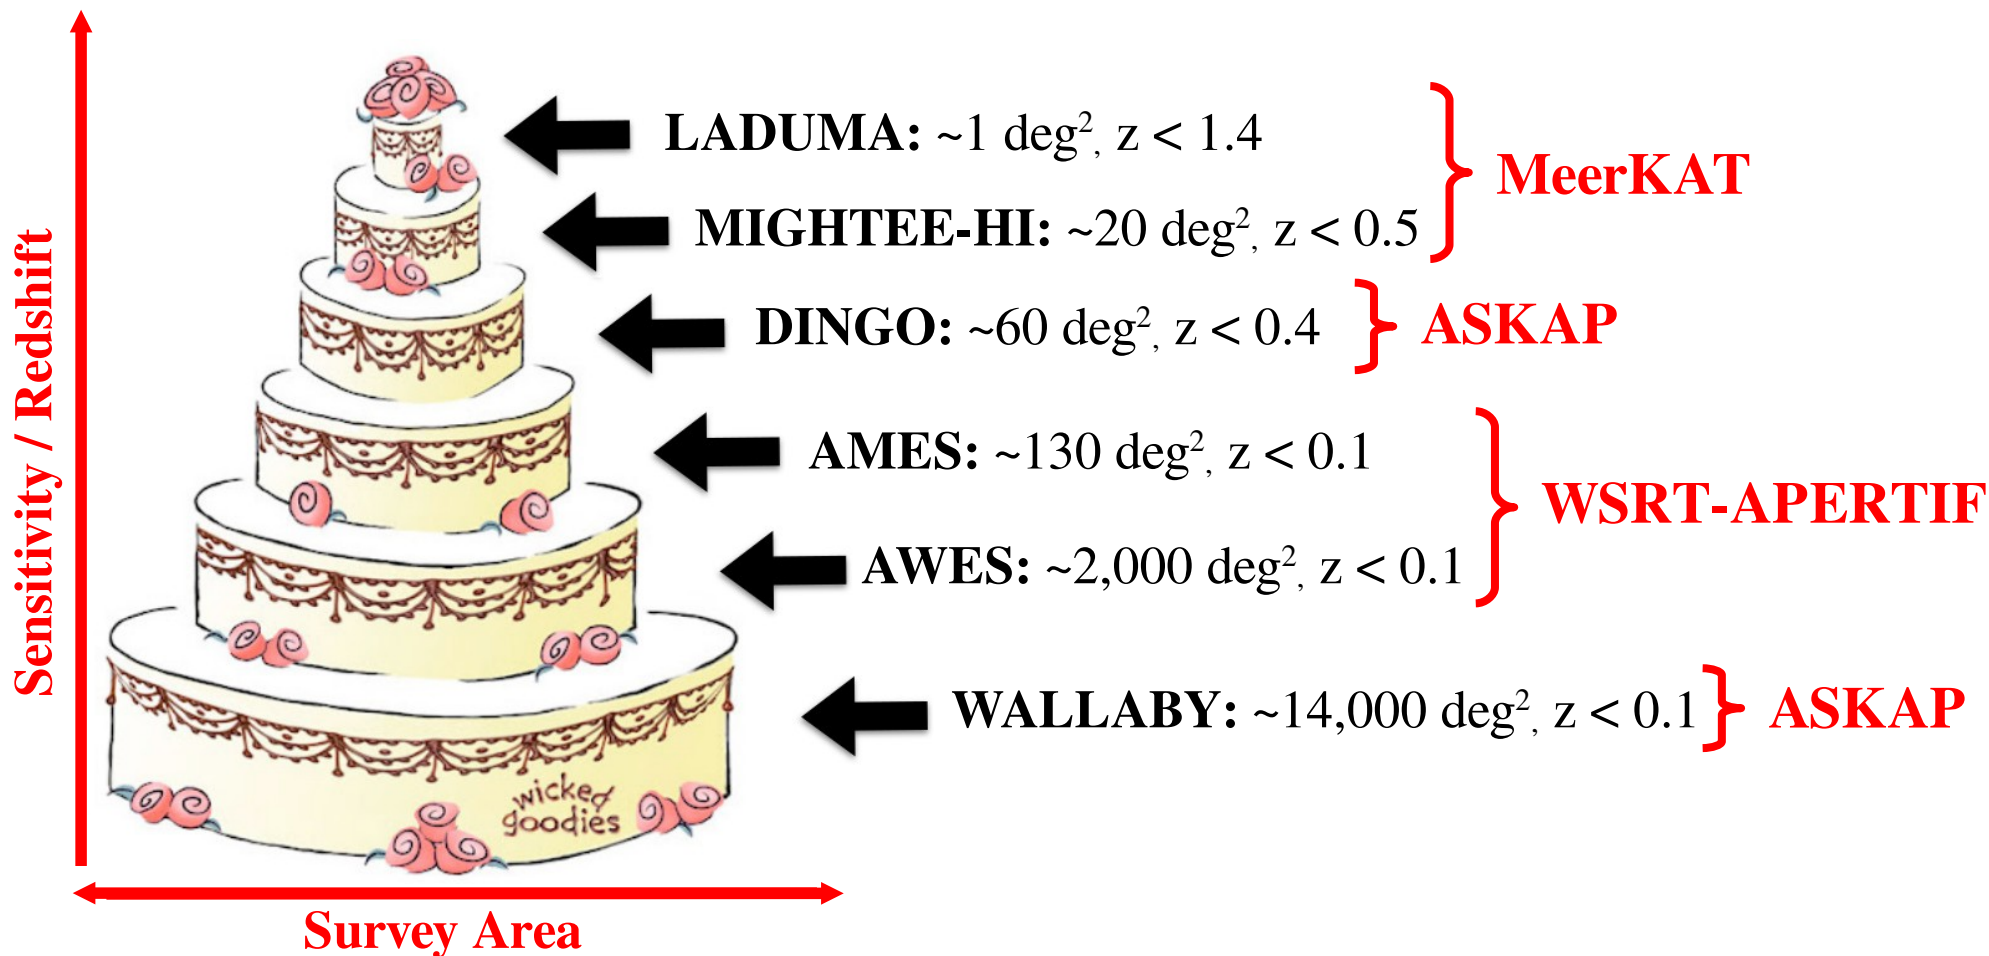 Sensitivity / Redshift
LADUMA: ~1 deg², z < 1.4
MeerKAT
MIGHTEE-HI: ~20 deg², z < 0.5
DINGO: ~60 deg², z < 0.4
ASKAP
AMES: ~130 deg², z < 0.1
WSRT-APERTIF
AWES: ~2,000 deg², z < 0.1
WALLABY: ~14,000 deg², z < 0.1
ASKAP
wicked
goodies
Survey Area